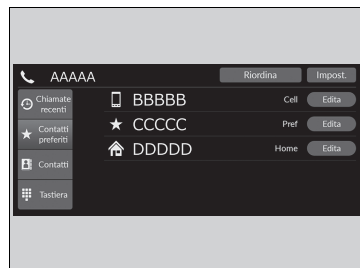 AAAAA
Riordina
Impost.
Chiamate
recenti
BBBBB
Cell
Edita
Contatti
preferiti
CCCCC
Pref
Edita
Contatti
DDDDD
Home
Edita
Tastiera